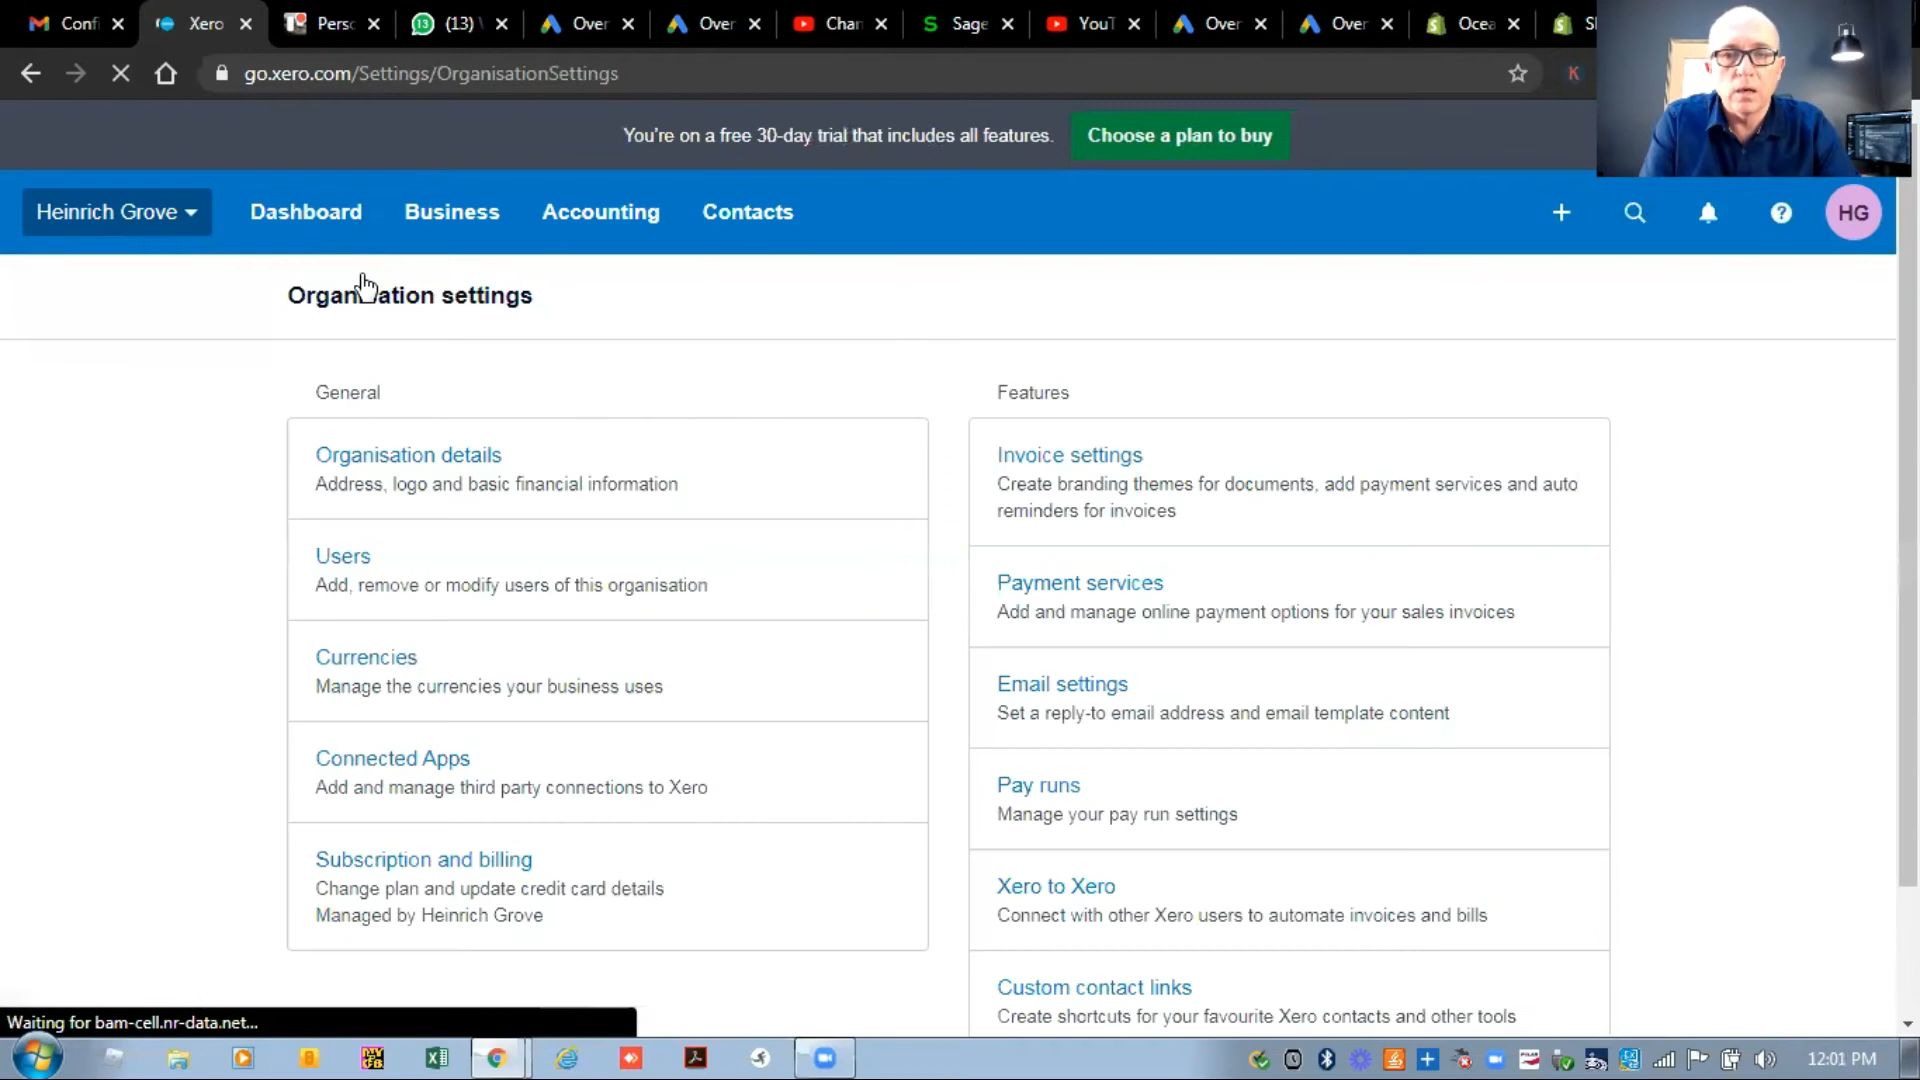 Conf
Xero
Persc
13
(13)
Over
Over
Chan
Sage
YouT
Over
Over
Ocea
go.xero.com/Settings/OrganisationSettings
K
You're on a free 30-day trial that includes all features.
Choose a plan to buy
Heinrich Grove
Dashboard
Business
Accounting
Contacts
HG
Organisation settings
General
Organisation details
Address, logo and basic financial information
Users
Add, remove or modify users of this organisation
Currencies
Manage the currencies your business uses
Connected Apps
Add and manage third party connections to Xero
Subscription and billing
Change plan and update credit card details
Managed by Heinrich Grove
Features
Invoice settings
Create branding themes for documents, add payment services and auto
reminders for invoices
Payment services
Add and manage online payment options for your sales invoices
Email settings
Set a reply-to email address and email template content
Pay runs
Manage your pay run settings
Xero to Xero
Connect with other Xero users to automate invoices and bills
Custom contact links
Create shortcuts for your favourite Xero contacts and other tools
Waiting for bam-cell.nr-data.net...
12:01 PM